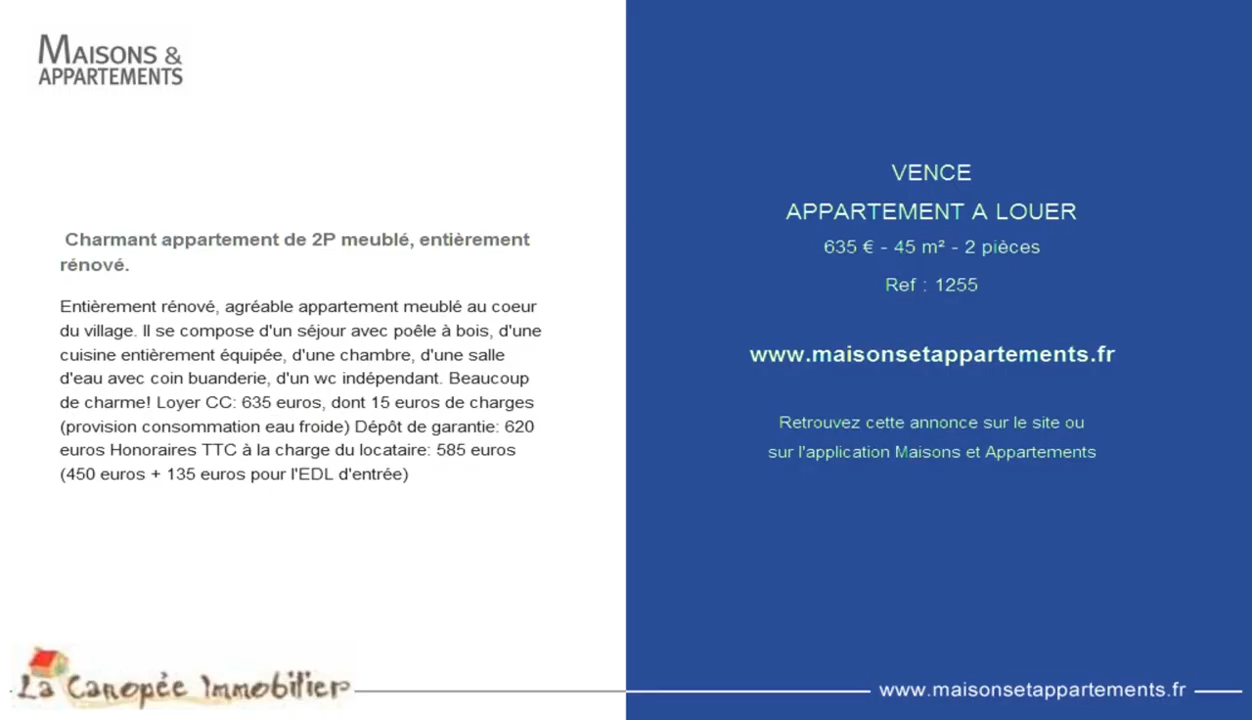 MAISONS &
APPARTEMENTS
Charmant appartement de 2P meublé, entièrement
rénové.
Entièrement rénové, agréable appartement meublé au coeur
du village. Il se compose d'un séjour avec poêle à bois, d'une
cuisine entièrement équipée, d'une chambre, d'une salle
d'eau avec coin buanderie, d'un wc indépendant. Beaucoup
de charme! Loyer CC: 635 euros, dont 15 euros de charges
(provision consommation eau froide) Dépôt de garantie: 620
euros Honoraires TTC à la charge du locataire: 585 euros
(450 euros + 135 euros pour l'EDL d'entrée)
La Canopée Immobilier
VENCE
APPARTEMENT A LOUER
635 € - 45 m² - 2 pièces
Ref : 1255
www.maisonsetappartements.fr
Retrouvez cette annonce sur le site ou
sur l'application Maisons et Appartements
www.maisonsetappartements.fr